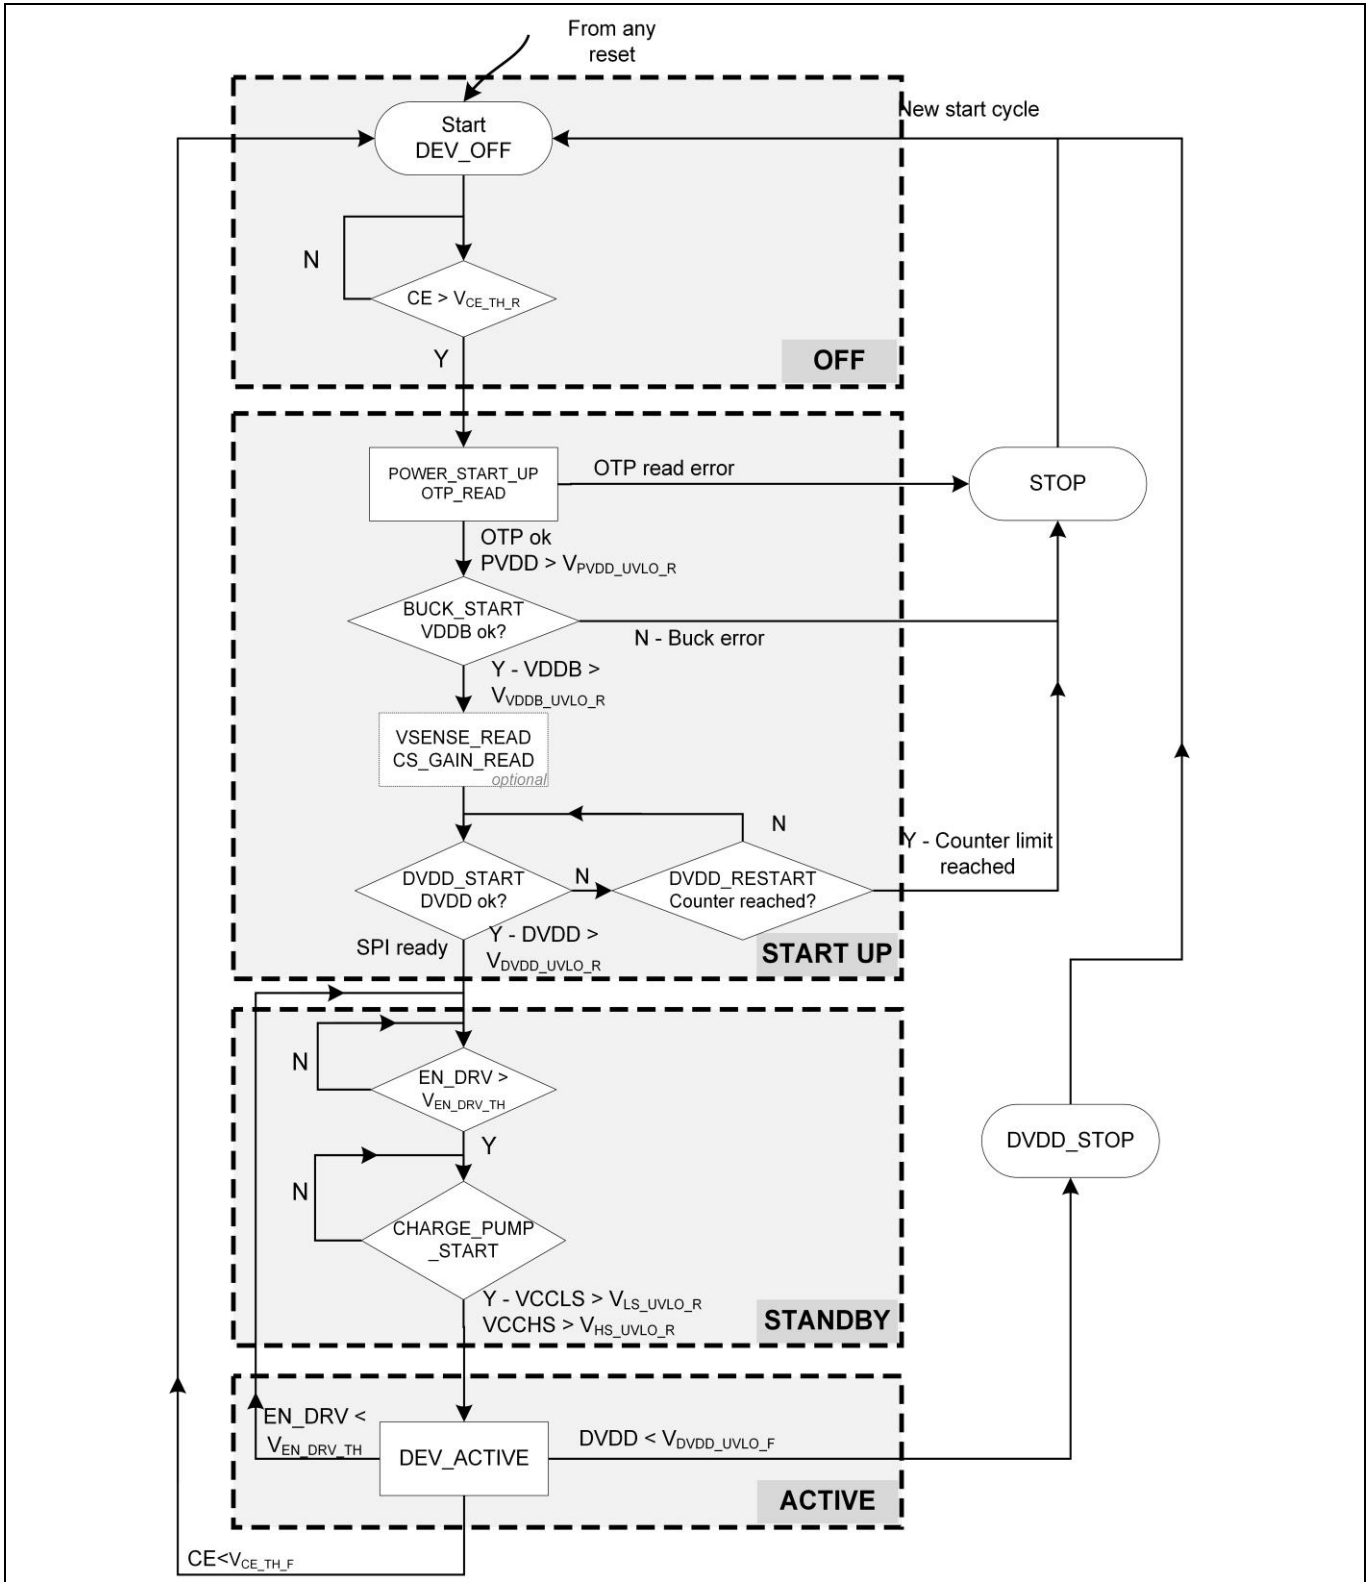 From any
reset
New start cycle
Start
DEV_OFF
N
CE > VCE_TH_R
Y
OFF
POWER_START_UP
OTP_READ
OTP read error
STOP
OTP ok
PVDD > VPVDD_UVLO_R
BUCK_START
VDDB ok?
N - Buck error
Y - VDDB >
VVDDB_UVLO_R
VSENSE_READ
CS_GAIN_READ
optional
N
Y - Counter limit
reached
DVDD_START
DVDD ok?
N
DVDD_RESTART
Counter reached?
SPI ready
Y - DVDD >
VDVDD_UVLO_R
START UP
N
EN_DRV >
VEN_DRV_TH
Y
DVDD_STOP
N
CHARGE_PUMP
_START
Y - VCCLS > VLS_UVLO_R
VCCHS > VHS_UVLO_R
STANDBY
EN_DRV <
VEN_DRV_TH
DEV_ACTIVE
DVDD < VDVDD_UVLO_F
ACTIVE
CE<VCE_TH_F